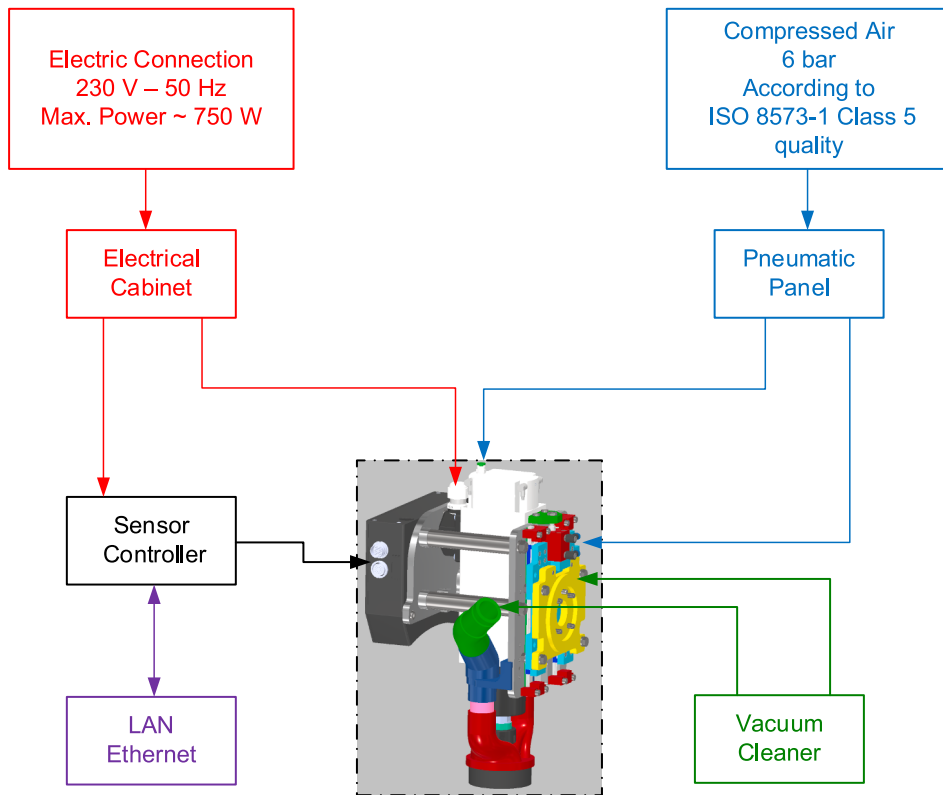 Electric Connection
230 V – 50 Hz
Max. Power ~ 750 W
Compressed Air
6 bar
According to
ISO 8573-1 Class 5
quality
Electrical
Cabinet
Pneumatic
Panel
Sensor
Controller
LAN
Ethernet
Vacuum
Cleaner